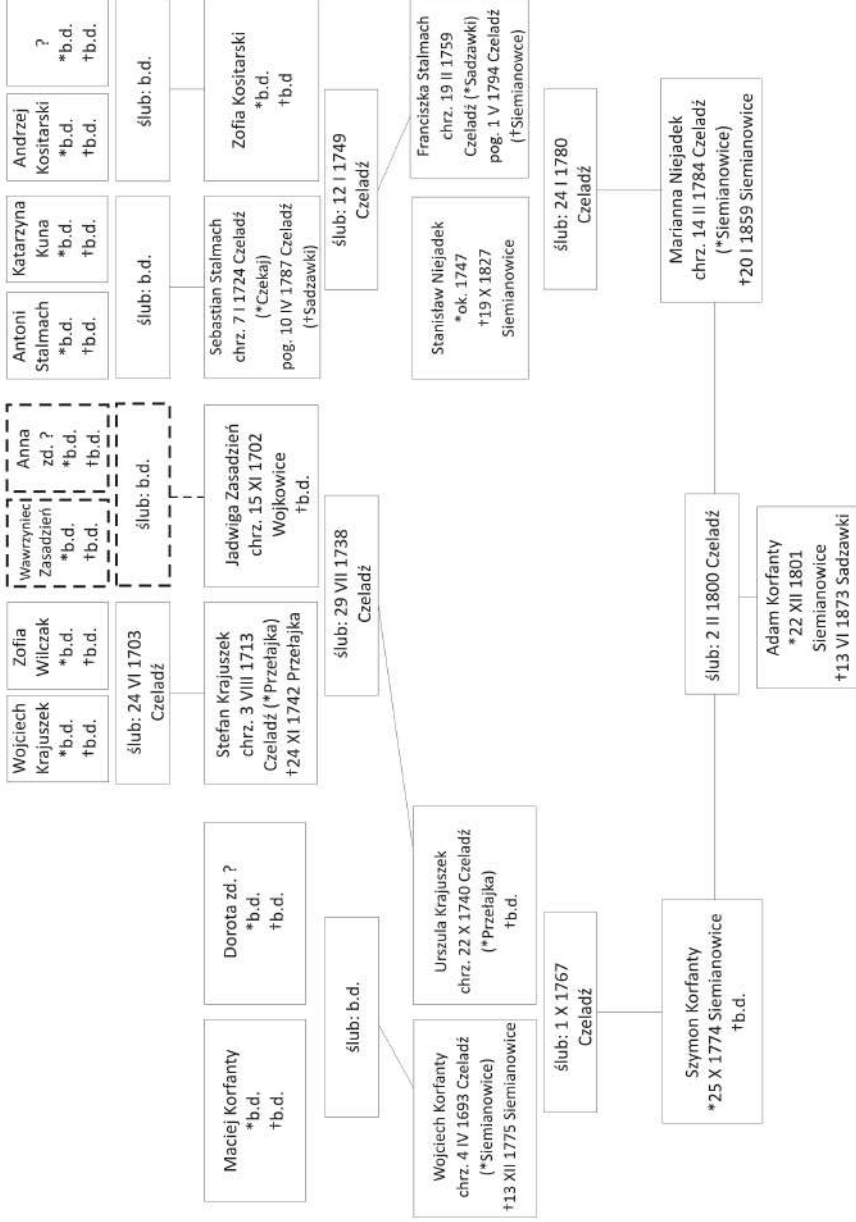 Wojciech
Krajuszek
*b.d.
†b.d.
Zofia
Wilczak
*b.d.
†b.d.
Wawrzyniec
Zasadzień
*b.d.
†b.d.
Anna
zd. ?
*b.d.
†b.d.
Antoni
Stalmach
*b.d.
†b.d.
Katarzyna
Kuna
*b.d.
†b.d.
Andrzej
Kositarski
*b.d.
†b.d.
?
*b.d.
†b.d.
ślub: 24 VI 1703
Czeladź
ślub: b.d.
ślub: b.d.
ślub: b.d.
Maciej Korfanty
*b.d.
†b.d.
Dorota zd. ?
*b.d.
†b.d.
Stefan Krajuszek
chrz. 3 VIII 1713
Czeladź (*Przełajka)
†24 XI 1742 Przełajka
Jadwiga Zasadzień
chrz. 15 XI 1702
Wojkowice
†b.d.
Sebastian Stalmach
chrz. 7 I 1724 Czeladź
(*Czekaj)
pog. 10 IV 1787 Czeladź
(†Sadzawki)
Zofia Kositarski
*b.d.
†b.d
ślub: b.d.
ślub: 29 VII 1738
Czeladź
ślub: 12 I 1749
Czeladź
Wojciech Korfanty
chrz. 4 IV 1693 Czeladź
(*Siemianowice)
†13 XII 1775 Siemianowice
Urszula Krajuszek
chrz. 22 X 1740 Czeladź
(*Przełajka)
†b.d.
Stanisław Niejadek
*ok. 1747
†19 X 1827
Siemianowice
Franciszka Stalmach
chrz. 19 II 1759
Czeladź (*Sadzawki)
pog. 1 V 1794 Czeladź
(†Siemianowce)
ślub: 1 X 1767
Czeladź
ślub: 24 I 1780
Czeladź
Szymon Korfanty
*25 X 1774 Siemianowice
†b.d.
ślub: 2 II 1800 Czeladź
Marianna Niejadek
chrz. 14 II 1784 Czeladź
(*Siemianowice)
†20 I 1859 Siemianowice
Adam Korfanty
*22 XII 1801
Siemianowice
†13 VI 1873 Sadzawki